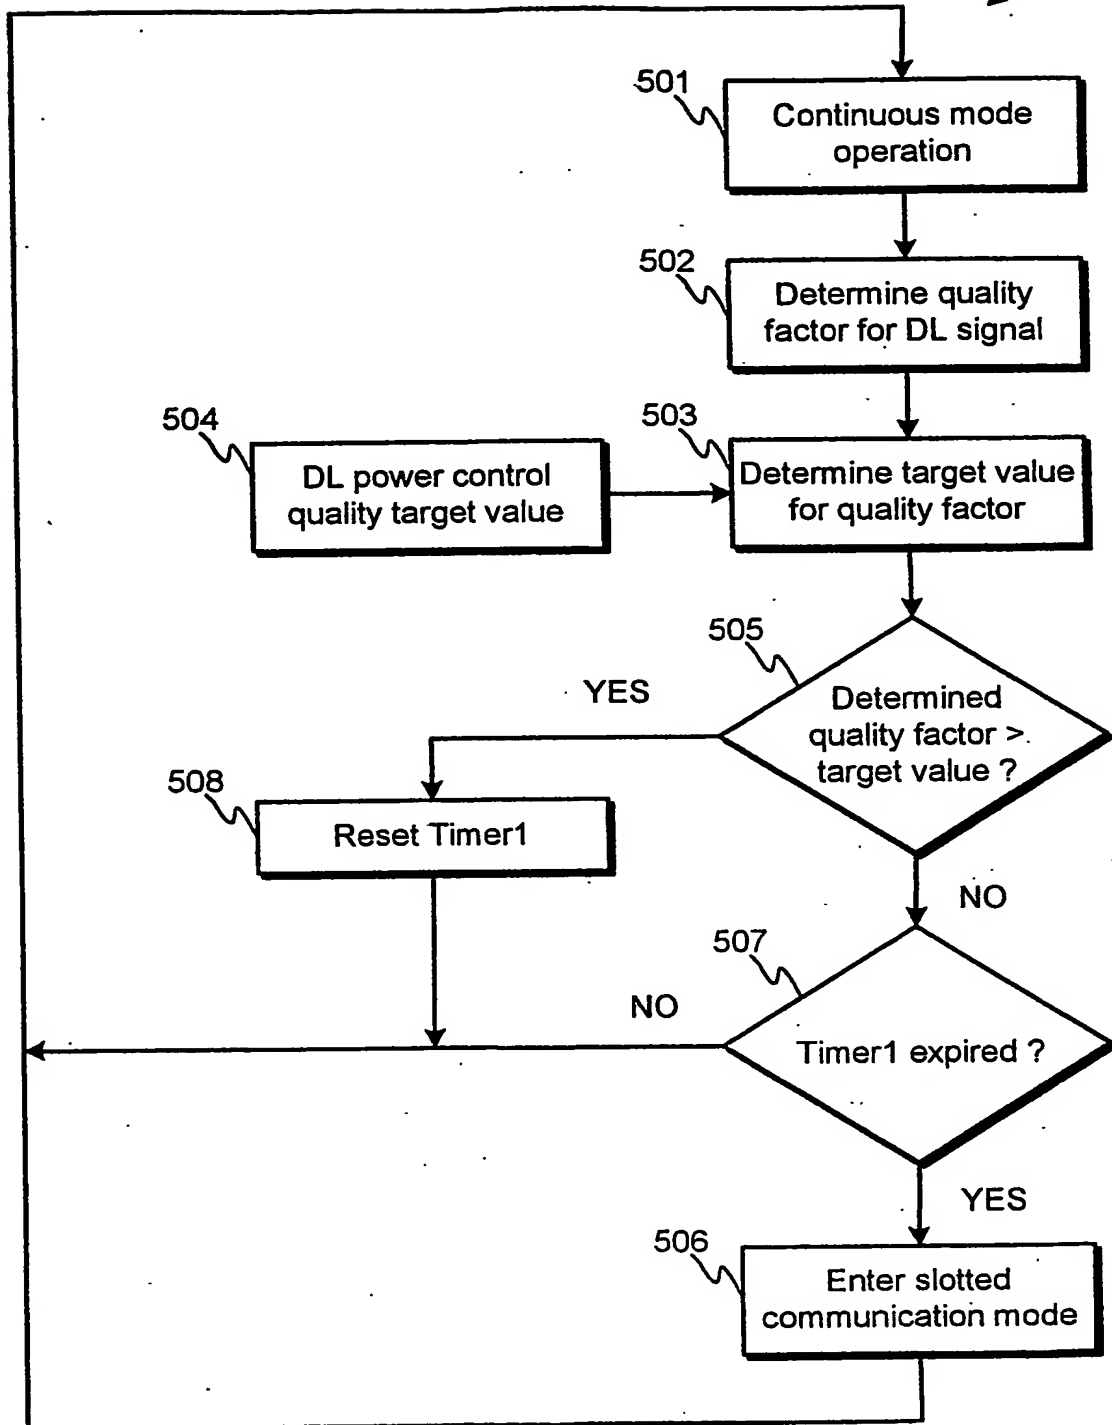 501
Continuous mode
operation
502
Determine quality
factor for DL signal
504
DL power control
quality target value
503
Determine target value
for quality factor
505
Determined
quality factor >
target value ?
YES
508
Reset Timer1
NO
507
Timer1 expired ?
NO
YES
506
Enter slotted
communication mode